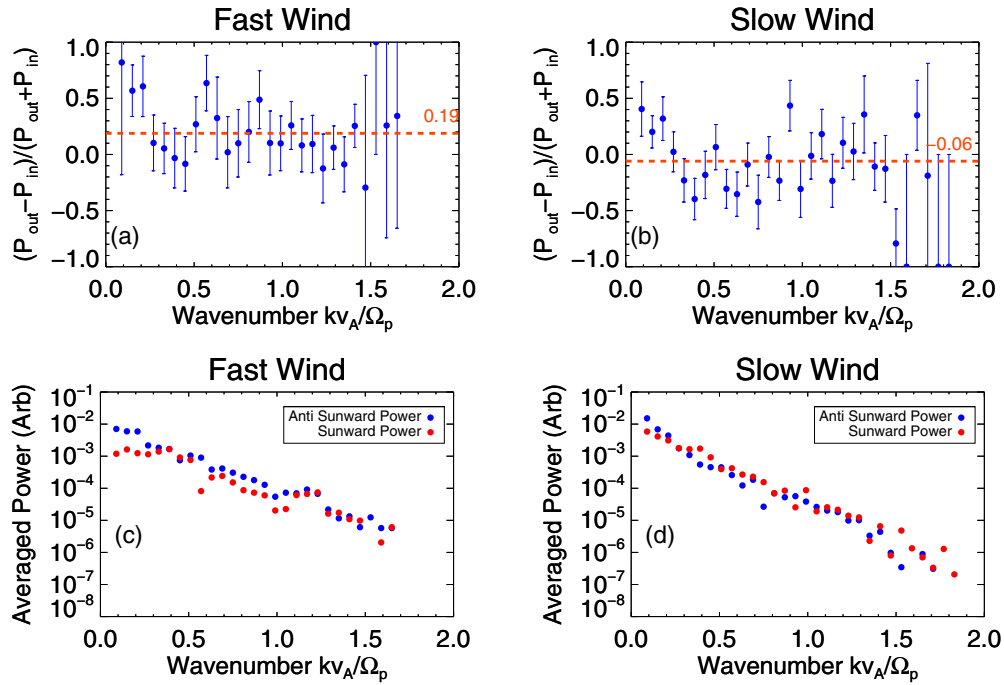 Fast Wind
Slow Wind
(P_out−P_in)/(P_out+P_in)
1.0
0.5
0.0
−0.5
−1.0
0.19
(a)
0.0 0.5 1.0 1.5 2.0
Wavenumber kv_A/Ω_p
(P_out−P_in)/(P_out+P_in)
1.0
0.5
0.0
−0.5
−1.0
−0.06
(b)
0.0 0.5 1.0 1.5 2.0
Wavenumber kv_A/Ω_p
Fast Wind
Slow Wind
Averaged Power (Arb)
10^−1
10^−2
10^−3
10^−4
10^−5
10^−6
10^−7
10^−8
Anti Sunward Power
Sunward Power
(c)
0.0 0.5 1.0 1.5 2.0
Wavenumber kv_A/Ω_p
Averaged Power (Arb)
10^−1
10^−2
10^−3
10^−4
10^−5
10^−6
10^−7
10^−8
Anti Sunward Power
Sunward Power
(d)
0.0 0.5 1.0 1.5 2.0
Wavenumber kv_A/Ω_p